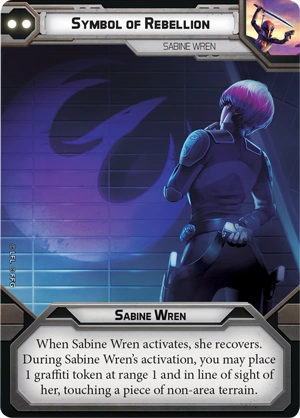 Symbol of Rebellion
SABINE WREN
©LFL ©FFG
Sabine Wren
When Sabine Wren activates, she recovers.
During Sabine Wren's activation, you may place
1 graffiti token at range 1 and in line of sight of
her, touching a piece of non-area terrain.